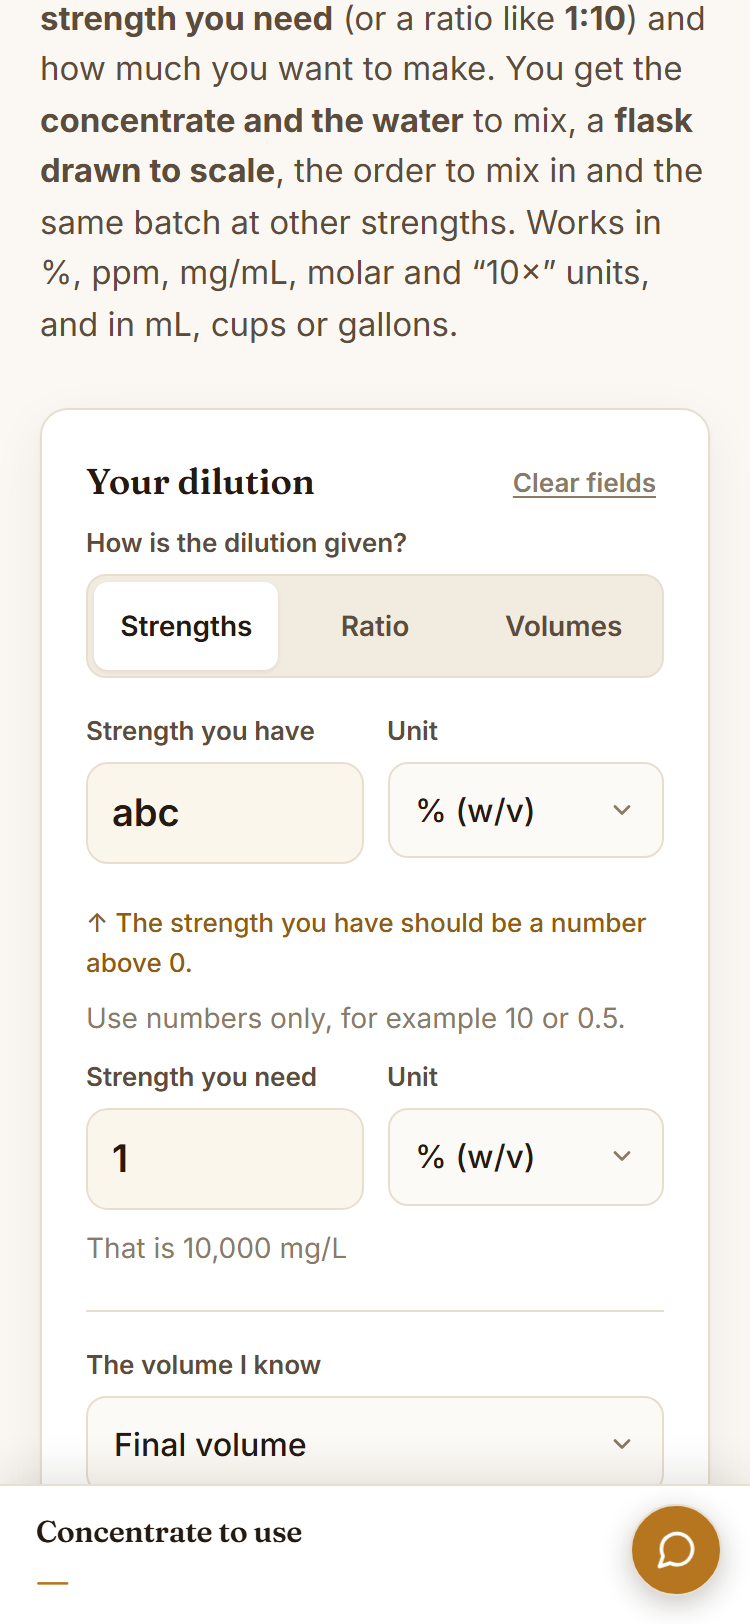 strength you need (or a ratio like 1:10) and
how much you want to make. You get the
concentrate and the water to mix, a flask
drawn to scale, the order to mix in and the
same batch at other strengths. Works in
%, ppm, mg/mL, molar and “10×” units,
and in mL, cups or gallons.
Your dilution
Clear fields
How is the dilution given?
Strengths Ratio Volumes
Strength you have Unit
abc % (w/v)
↑ The strength you have should be a number
above 0.
Use numbers only, for example 10 or 0.5.
Strength you need Unit
1 % (w/v)
That is 10,000 mg/L
The volume I know
Final volume
Concentrate to use
—